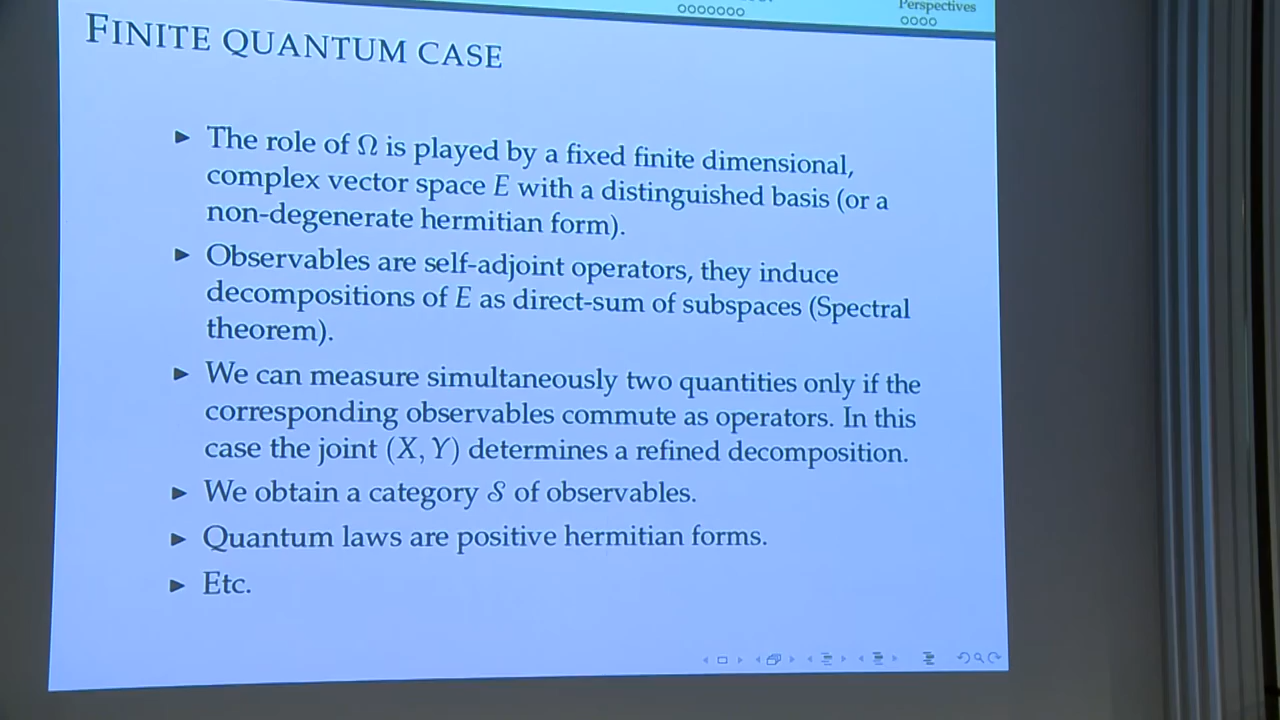 Perspectives
FINITE QUANTUM CASE
The role of Ω is played by a fixed finite dimensional,
complex vector space E with a distinguished basis (or a
non-degenerate hermitian form).
Observables are self-adjoint operators, they induce
decompositions of E as direct-sum of subspaces (Spectral
theorem).
We can measure simultaneously two quantities only if the
corresponding observables commute as operators. In this
case the joint (X, Y) determines a refined decomposition.
We obtain a category 𝒮 of observables.
Quantum laws are positive hermitian forms.
Etc.